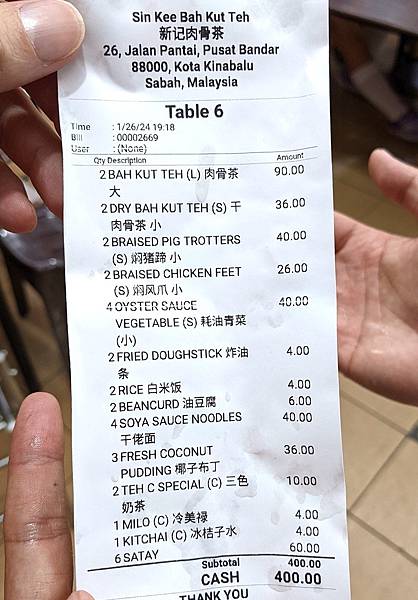 Sin Kee Bah Kut Teh
新记肉骨茶
26, Jalan Pantai, Pusat Bandar
88000, Kota Kinabalu
Sabah, Malaysia
Table 6
Time : 1/26/24 19:18
Bill : 00002669
User : (None)
Qty Description Amount
2 BAH KUT TEH (L) 肉骨茶 90.00
大
2 DRY BAH KUT TEH (S) 干 36.00
肉骨茶 小
2 BRAISED PIG TROTTERS 40.00
(S) 焖猪蹄 小
2 BRAISED CHICKEN FEET 26.00
(S) 焖凤爪 小
4 OYSTER SAUCE 40.00
VEGETABLE (S) 耗油青菜
(小)
2 FRIED DOUGHSTICK 炸油 4.00
条
2 RICE 白米饭 4.00
2 BEANCURD 油豆腐 6.00
4 SOYA SAUCE NOODLES 40.00
干佬面
3 FRESH COCONUT 36.00
PUDDING 椰子布丁
2 TEH C SPECIAL (C) 三色 10.00
奶茶
1 MILO (C) 冷美禄 4.00
1 KITCHAI (C) 冰桔子水 4.00
6 SATAY 60.00
Subtotal 400.00
CASH 400.00
THANK YOU